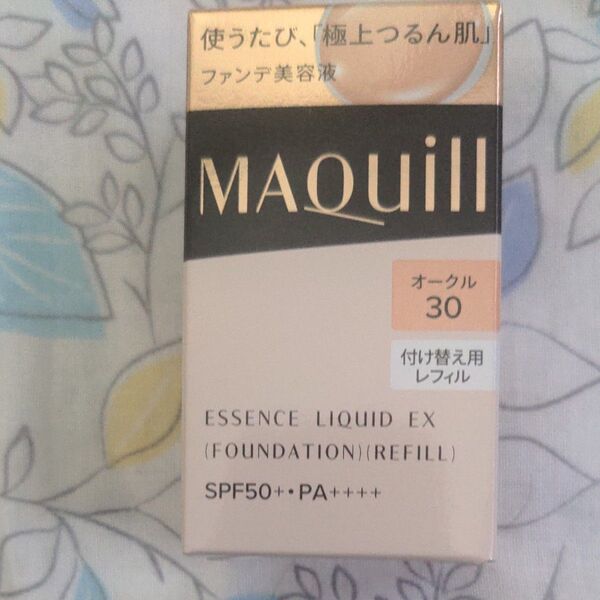 使うたび、「極上つるん肌」
ファンデ美容液
MAQuill
オークル
30
付け替え用
レフィル
ESSENCE LIQUID EX
(FOUNDATION)(REFILL)
SPF50+・PA++++